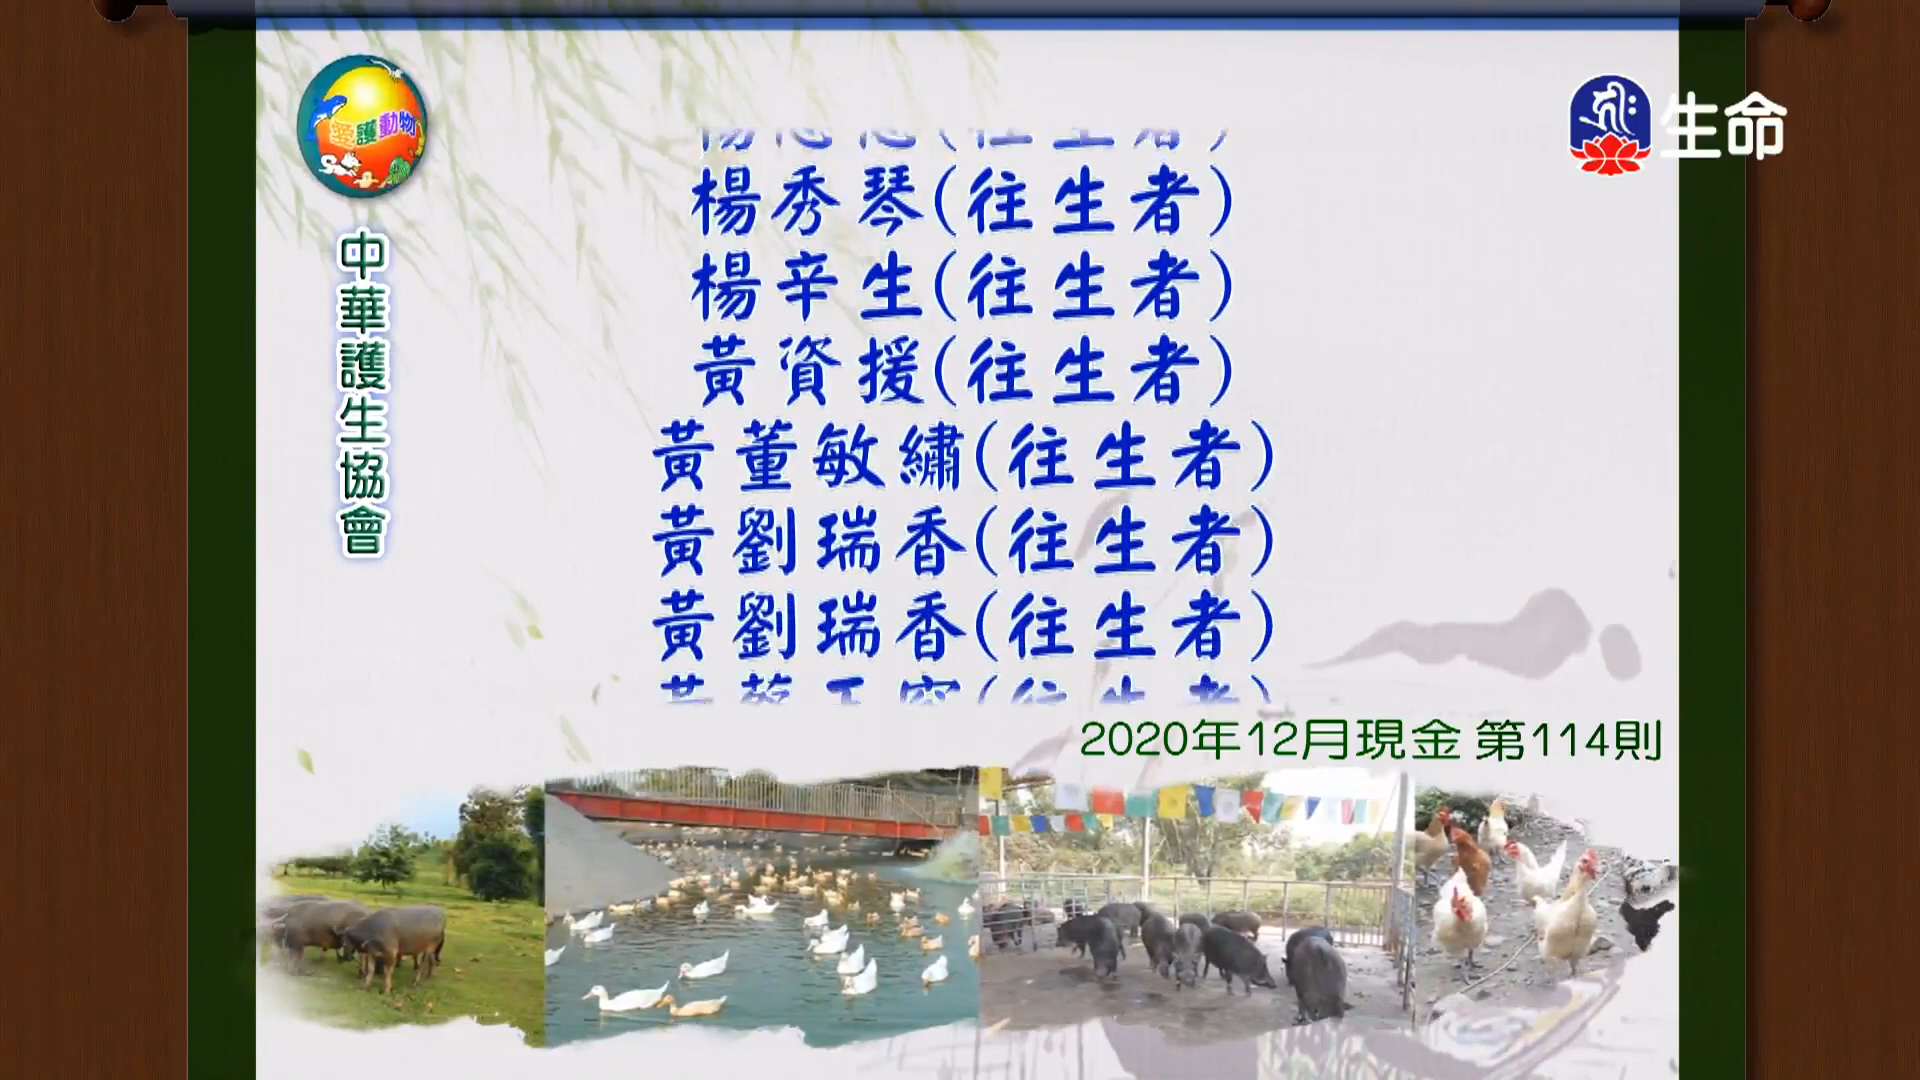 愛護動物
生命
中華護生協會
楊秀琴(往生者)
楊辛生(往生者)
黃資援(往生者)
黃董敏繡(往生者)
黃劉瑞香(往生者)
黃劉瑞香(往生者)
2020年12月現金 第114則